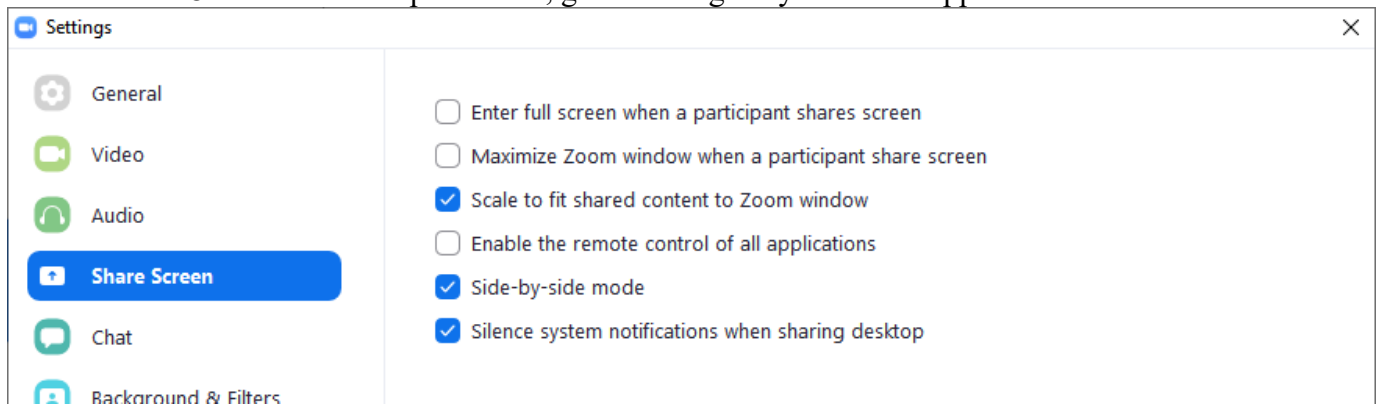 Settings
General
Video
Audio
Share Screen
Chat
Background & Filters
Enter full screen when a participant shares screen
Maximize Zoom window when a participant share screen
Scale to fit shared content to Zoom window
Enable the remote control of all applications
Side-by-side mode
Silence system notifications when sharing desktop